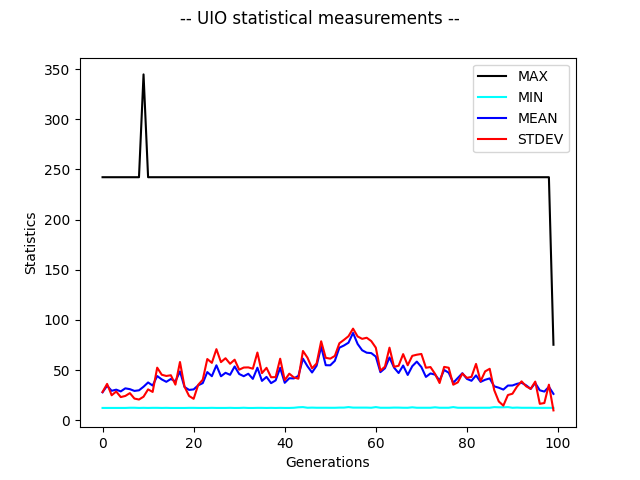 -- UIO statistical measurements --
MAX
MIN
MEAN
STDEV
Statistics
350
300
250
200
150
100
50
0
0 20 40 60 80 100
Generations